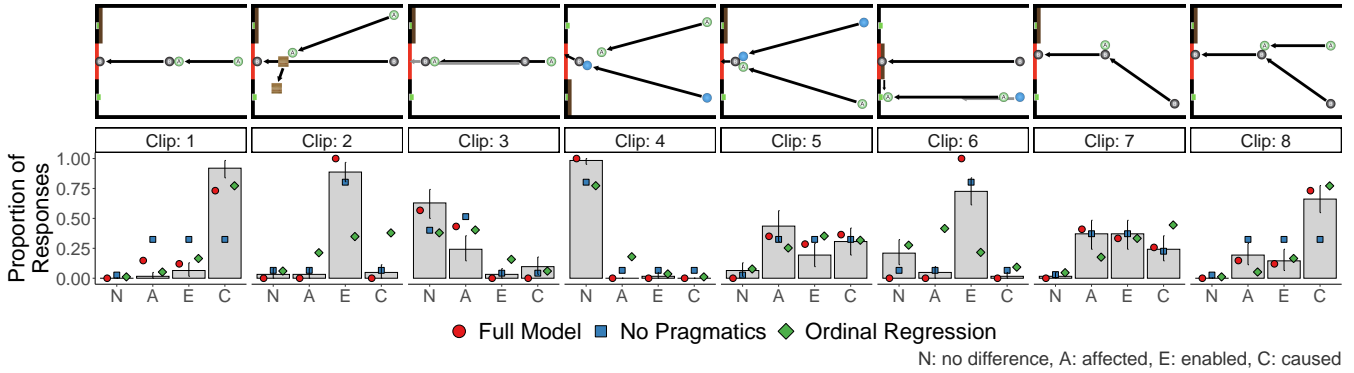 A A A B A B A A B A B A A B
Clip: 1 Clip: 2 Clip: 3 Clip: 4 Clip: 5 Clip: 6 Clip: 7 Clip: 8
Proportion of
Responses
1.00
0.75
0.50
0.25
0.00
N A E C N A E C N A E C N A E C N A E C N A E C N A E C N A E C
Full Model No Pragmatics Ordinal Regression
N: no difference, A: affected, E: enabled, C: caused